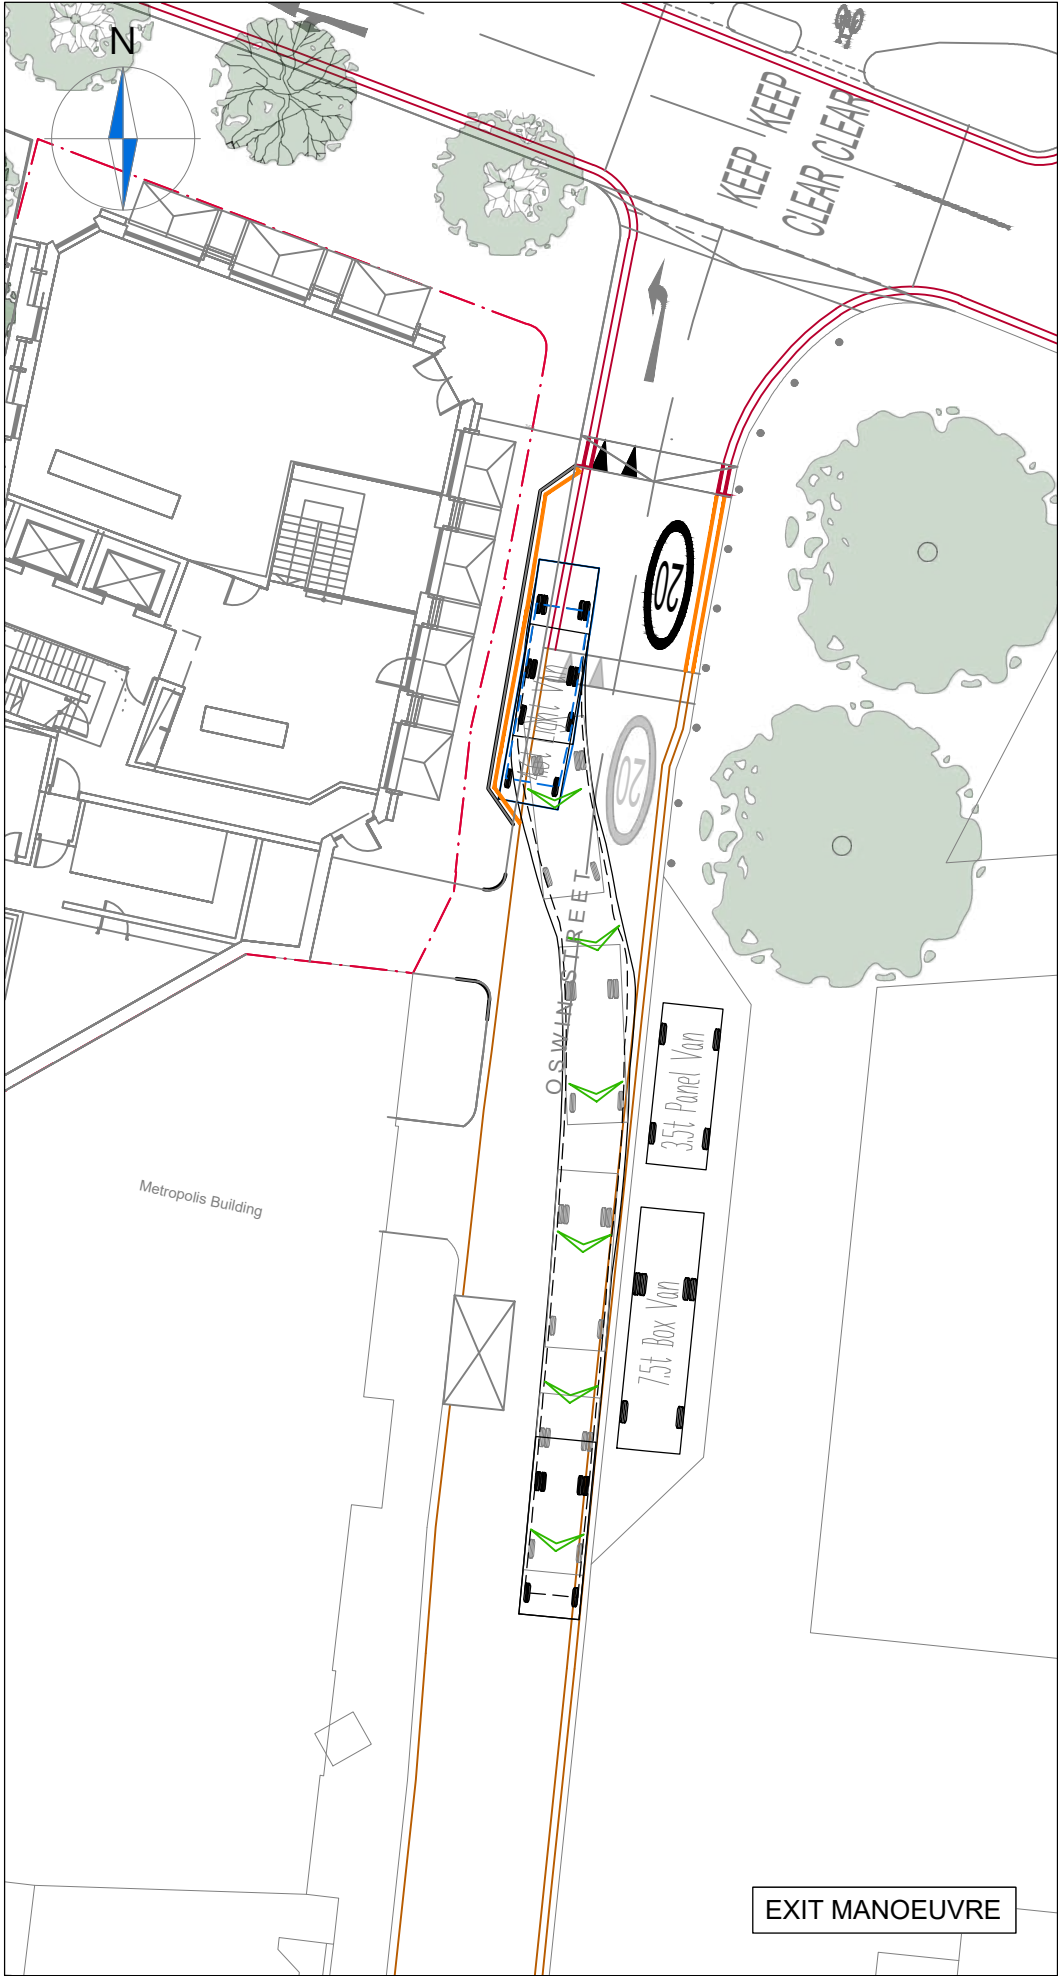 N
KEEP KEEP
CLEAR CLEAR
20
20
OSWIN STREET
3.5t Panel Van
7.5t Box Van
Metropolis Building
EXIT MANOEUVRE